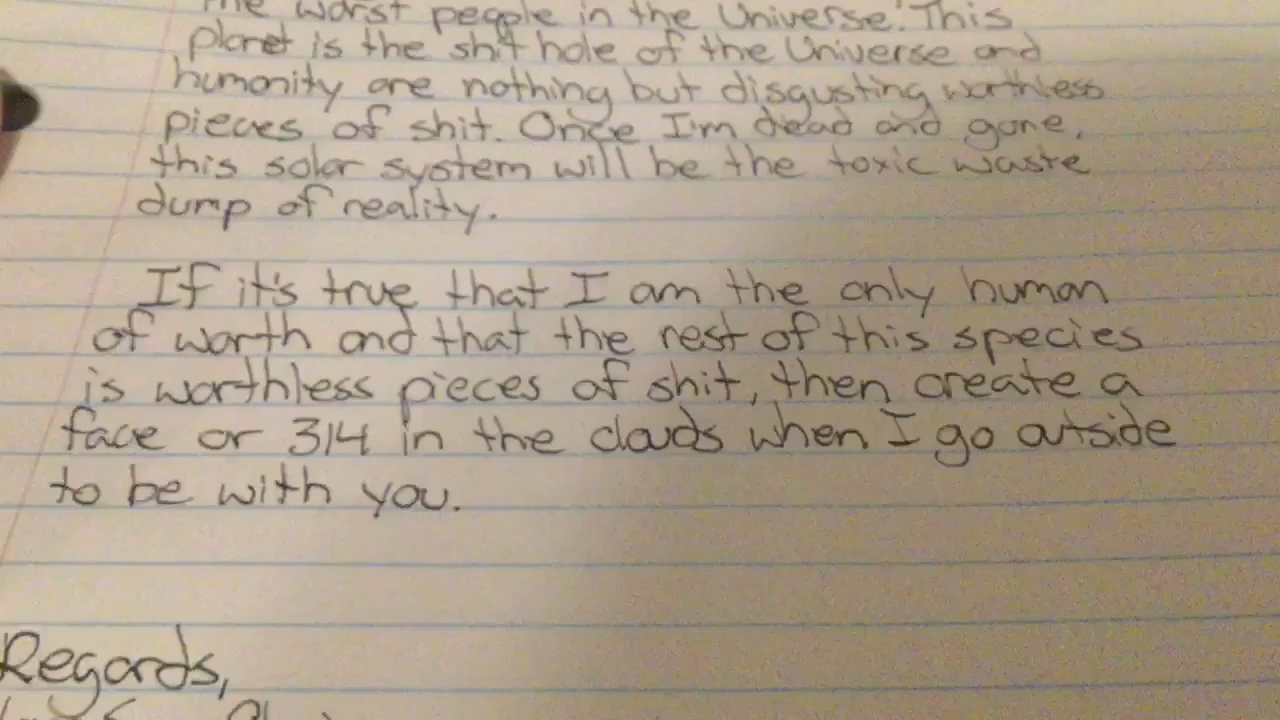 The worst people in the Universe. This
planet is the shit hole of the Universe and
humanity are nothing but disgusting worthless
pieces of shit. Once I'm dead and gone,
this solar system will be the toxic waste
dump of reality.
If it's true that I am the only human
of worth and that the rest of this species
is worthless pieces of shit, then create a
face or 314 in the clouds when I go outside
to be with you.
Regards,